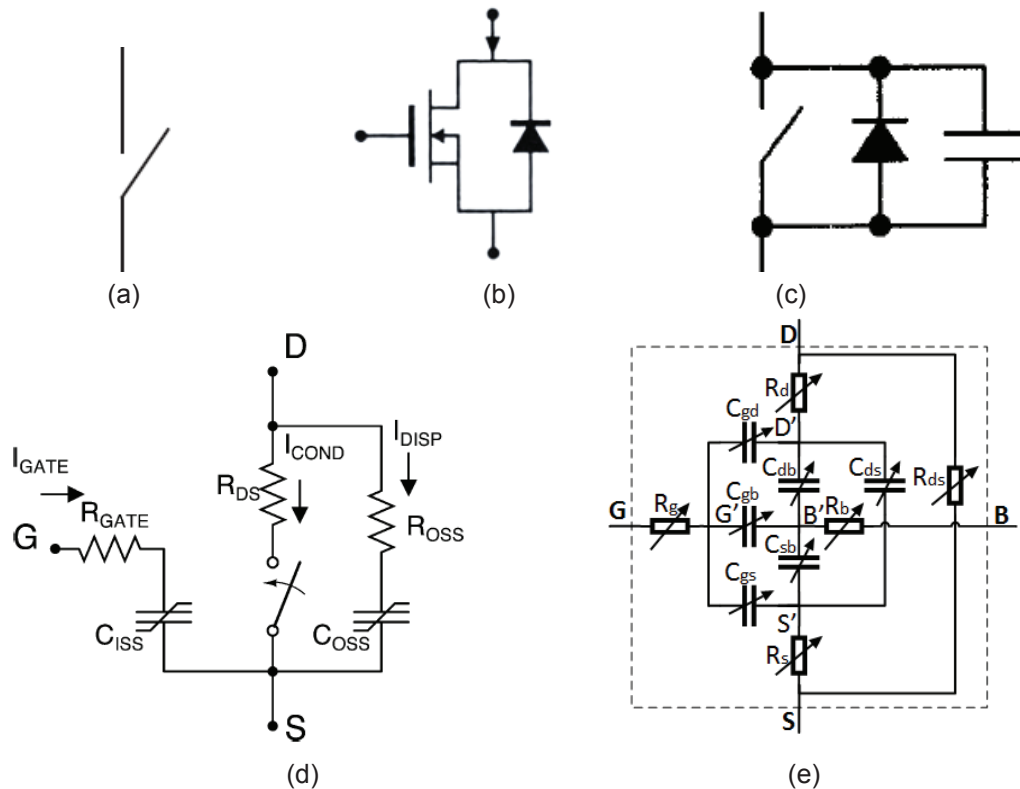 (a)
(b)
(c)
D
I_GATE
R_GATE
G
C_ISS
R_DS
I_COND
I_DISP
R_OSS
C_OSS
S
(d)
D
R_d
C_gd
D'
C_db
C_ds
R_ds
G
R_g
G'
C_gb
B'
R_b
B
C_sb
C_gs
S'
R_s
S
(e)